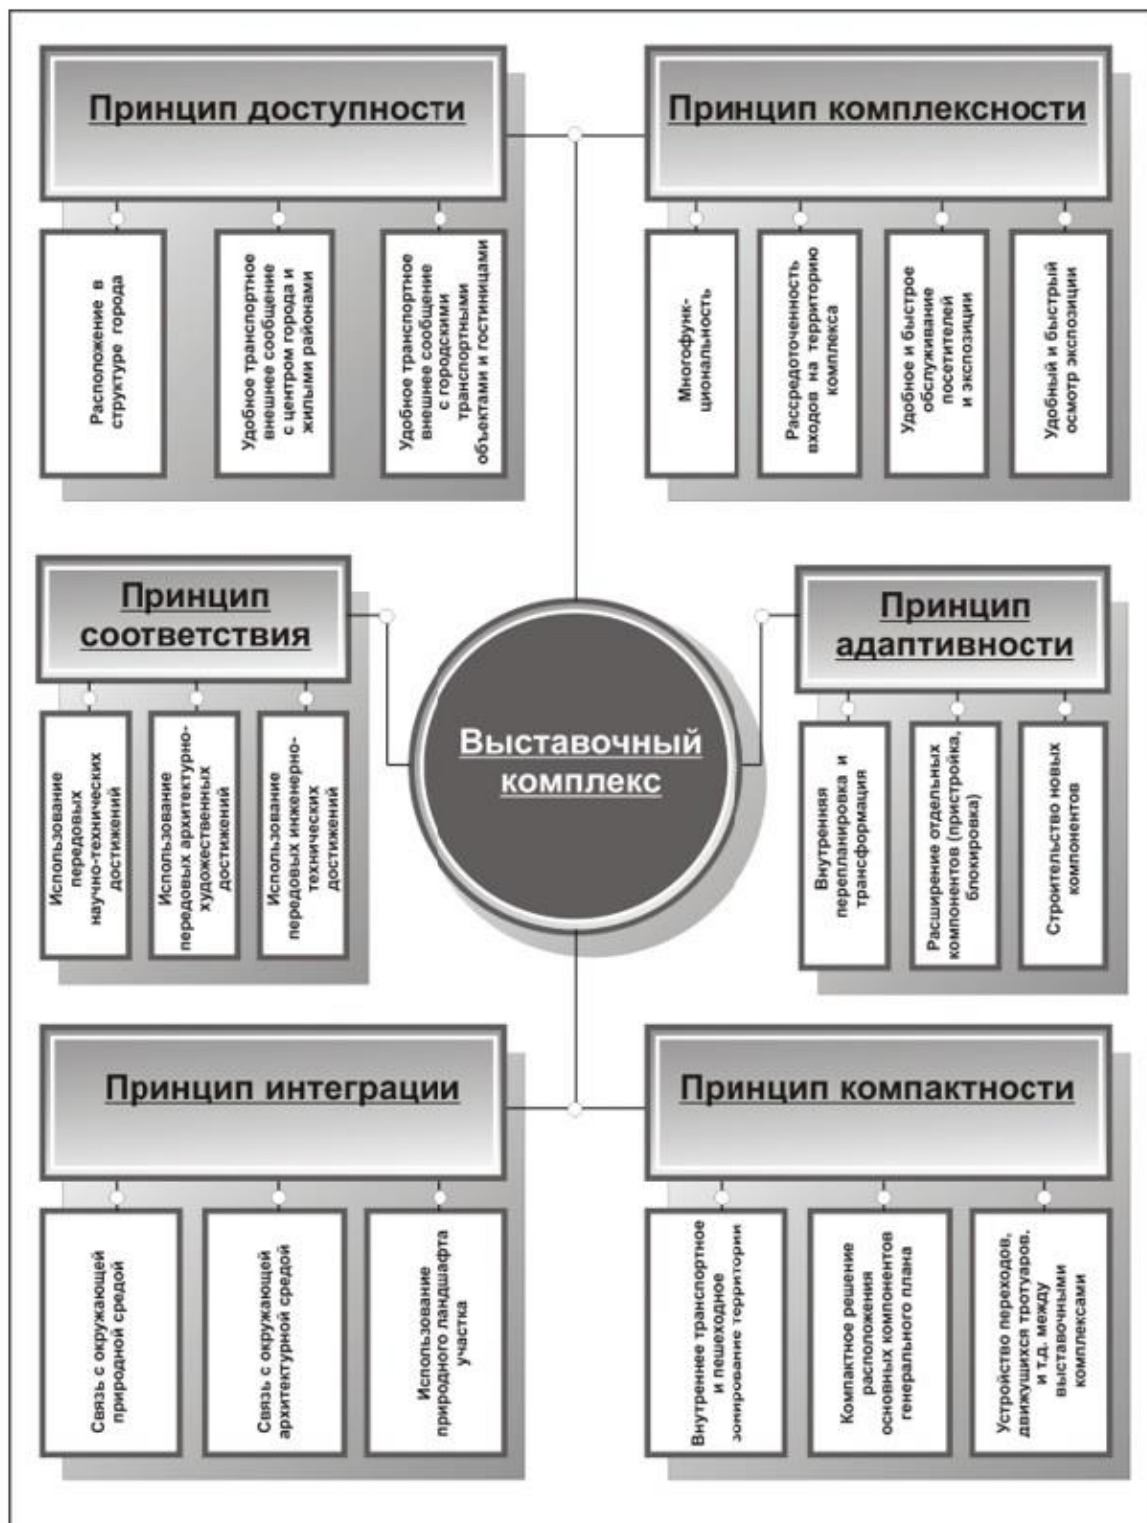 Принцип доступности
Расположение в
структуре города
Удобное транспортное
внешнее сообщение
с центром города и
жилыми районами
Удобное транспортное
внешнее сообщение
с городскими
транспортными
объектами и гостиницами
Принцип комплексности
Многофунк-
циональность
Рассредоточенность
входов на территорию
комплекса
Удобное и быстрое
обслуживание
посетителей
и экспозиции
Удобный и быстрый
осмотр экспозиции
Принцип
соответствия
Использование
передовых
научно-технических
достижений
Использование
передовых архитектурно-
художественных
достижений
Использование
передовых инженерно-
технических
достижений
Выставочный
комплекс
Принцип
адаптивности
Внутренняя
перепланировка и
трансформация
Расширение отдельных
компонентов (пристройка,
блокировка)
Строительство новых
компонентов
Принцип интеграции
Связь с окружающей
природной средой
Связь с окружающей
архитектурной средой
Использование
природного ландшафта
участка
Принцип компактности
Внутреннее транспортное
и пешеходное
зонирование территории
Компактное решение
расположения
основных компонентов
генерального плана
Устройство переходов,
движущихся тротуаров.
и т.д. между
выставочными
комплексами